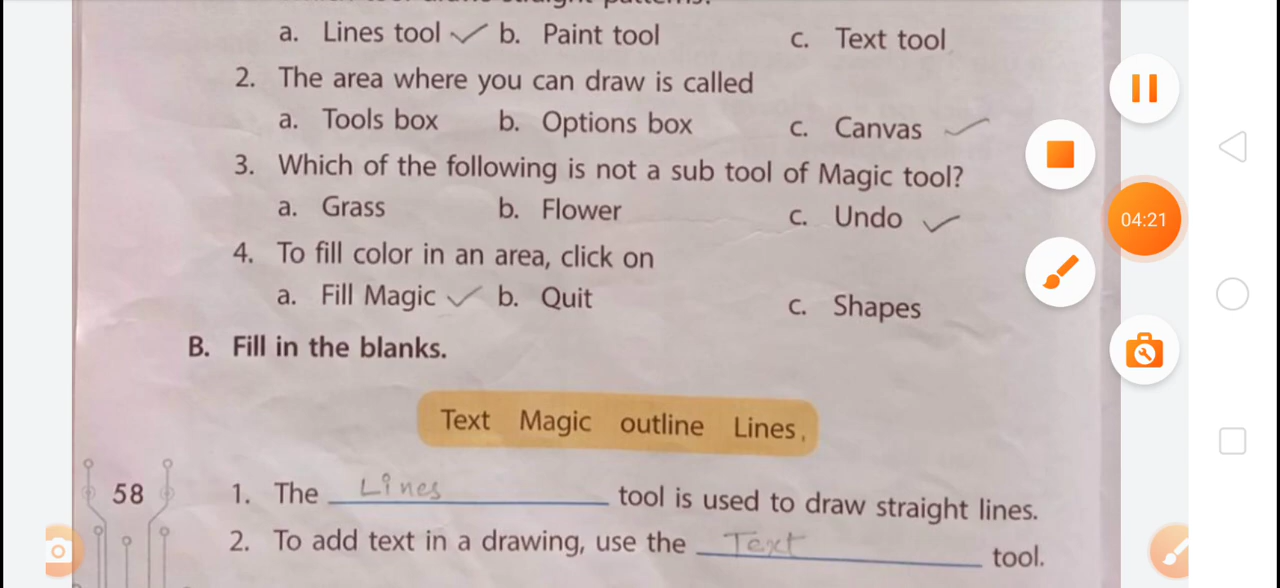 a. Lines tool ✓ b. Paint tool c. Text tool
2. The area where you can draw is called
a. Tools box b. Options box c. Canvas ✓
3. Which of the following is not a sub tool of Magic tool?
a. Grass b. Flower c. Undo ✓
4. To fill color in an area, click on
a. Fill Magic ✓ b. Quit c. Shapes
B. Fill in the blanks.
Text Magic outline Lines,
58
1. The Lines tool is used to draw straight lines.
2. To add text in a drawing, use the Text tool.
04:21